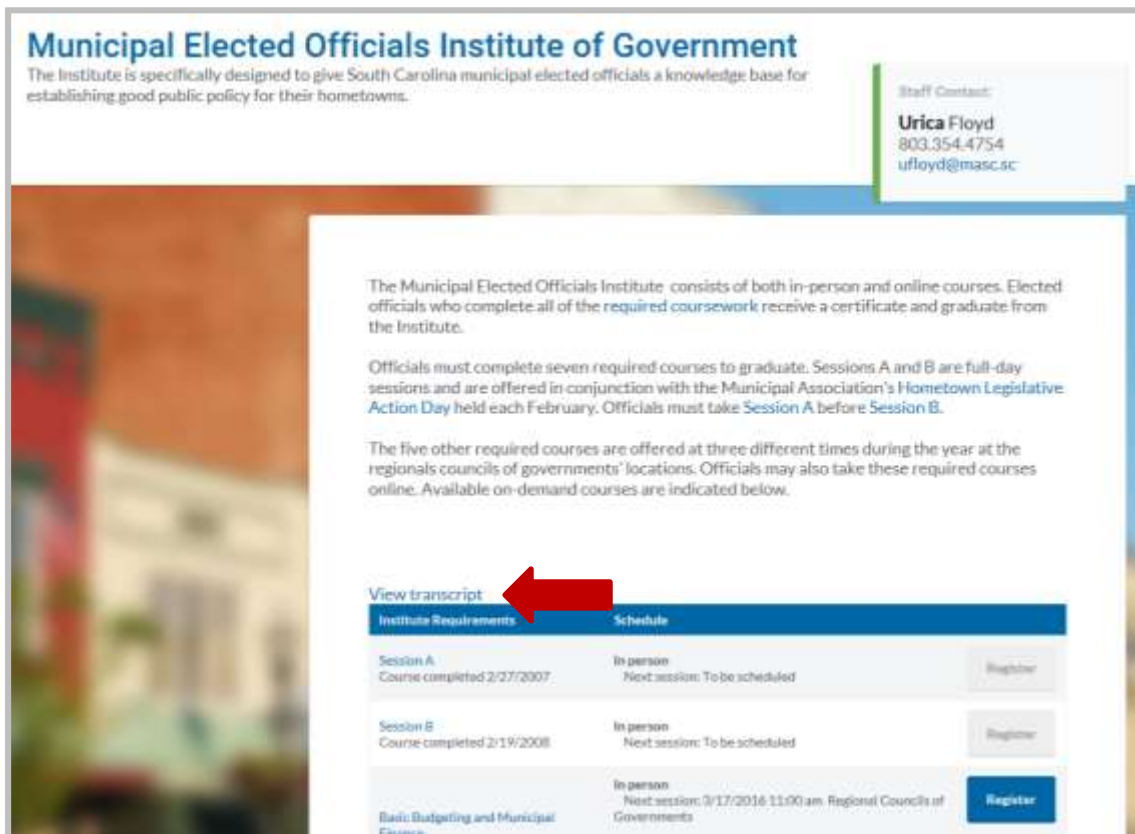 Municipal Elected Officials Institute of Government
The Institute is specifically designed to give South Carolina municipal elected officials a knowledge base for
establishing good public policy for their hometowns.
Staff Contact:
Urica Floyd
803.354.4754
ufloyd@masc.sc
The Municipal Elected Officials Institute consists of both in-person and online courses. Elected
officials who complete all of the required coursework receive a certificate and graduate from
the Institute.
Officials must complete seven required courses to graduate. Sessions A and B are full-day
sessions and are offered in conjunction with the Municipal Association's Hometown Legislative
Action Day held each February. Officials must take Session A before Session B.
The five other required courses are offered at three different times during the year at the
regionals councils of governments' locations. Officials may also take these required courses
online. Available on-demand courses are indicated below.
View transcript
Institute Requirements Schedule
Session A In person
Course completed 2/27/2007 Next session: To be scheduled Register
Session B In person
Course completed 2/19/2008 Next session: To be scheduled Register
In person
Next session: 3/17/2016 11:00 am Regional Councils of Register
Basic Budgeting and Municipal Governments
Finance